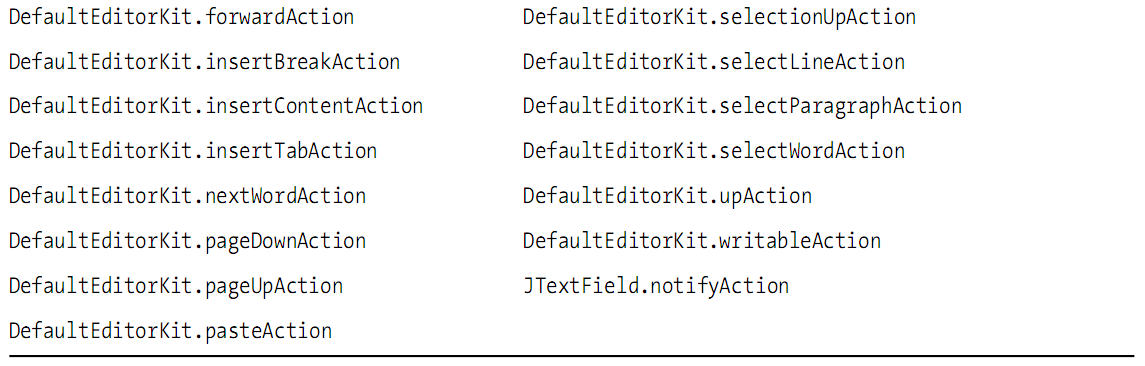 DefaultEditorKit.forwardAction DefaultEditorKit.selectionUpAction
DefaultEditorKit.insertBreakAction DefaultEditorKit.selectLineAction
DefaultEditorKit.insertContentAction DefaultEditorKit.selectParagraphAction
DefaultEditorKit.insertTabAction DefaultEditorKit.selectWordAction
DefaultEditorKit.nextWordAction DefaultEditorKit.upAction
DefaultEditorKit.pageDownAction DefaultEditorKit.writableAction
DefaultEditorKit.pageUpAction JTextField.notifyAction
DefaultEditorKit.pasteAction